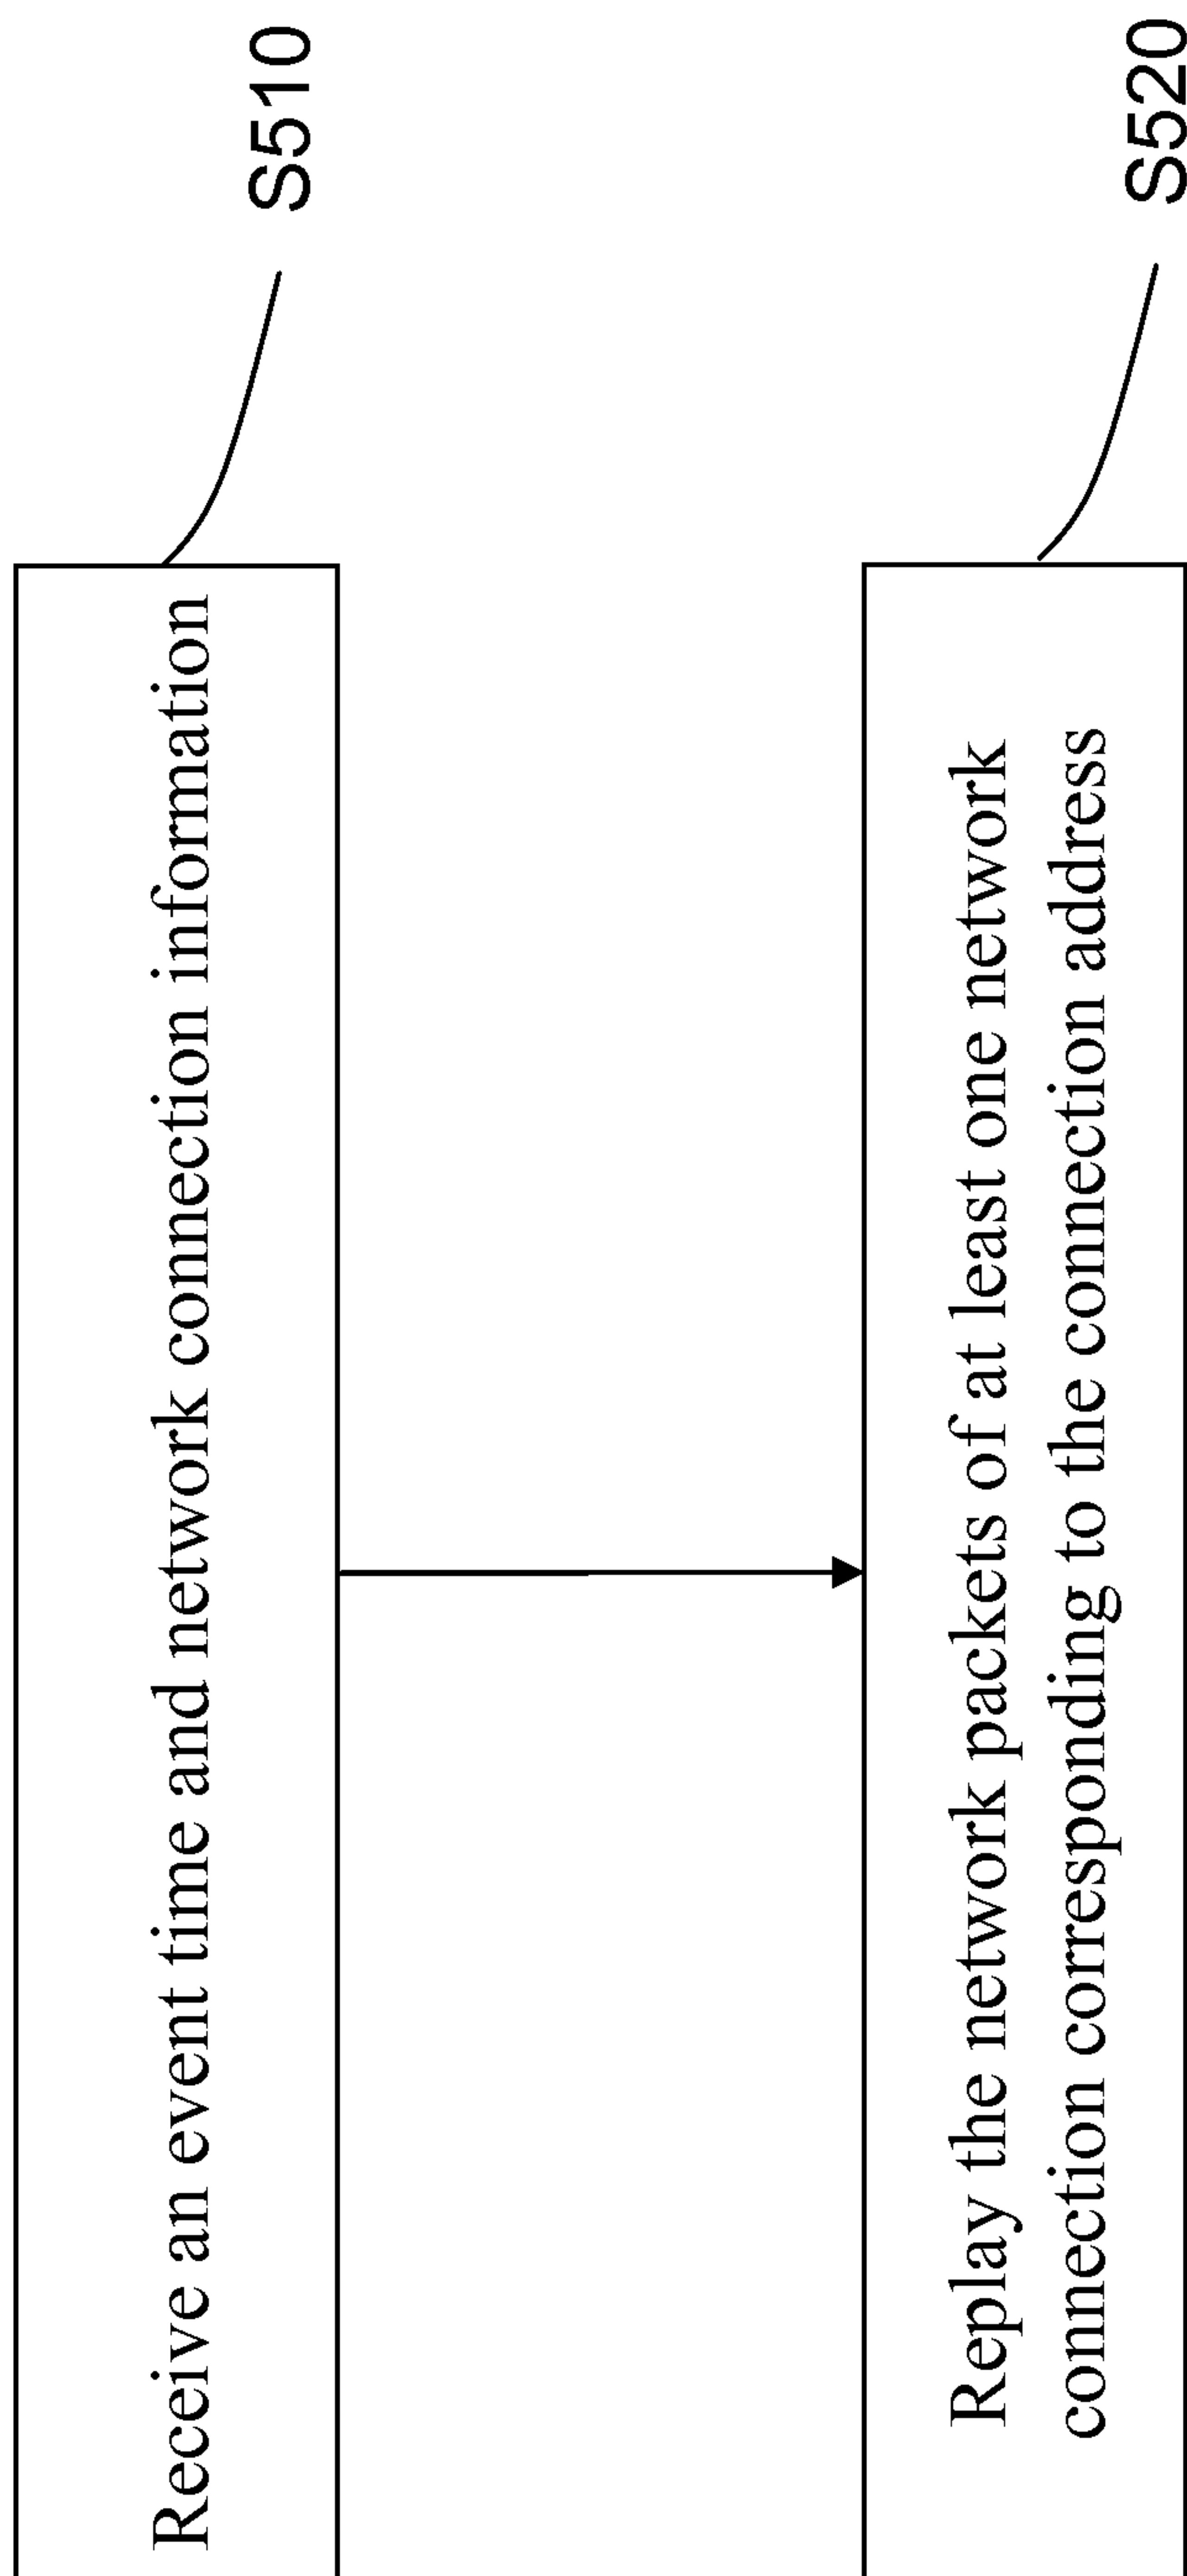 Receive an event time and network connection information
S510
Replay the network packets of at least one network
connection corresponding to the connection address
S520